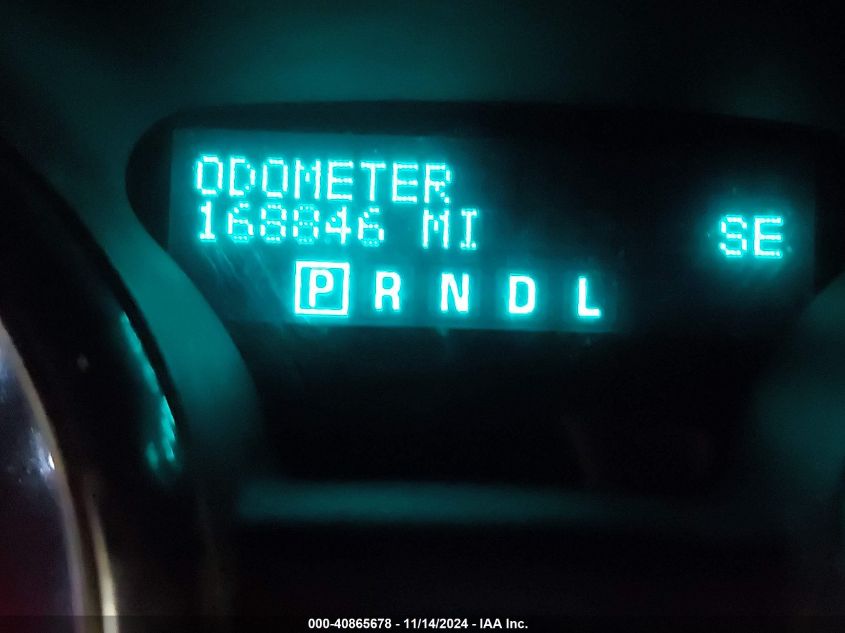 ODOMETER
168846 MI SE
P R N D L
000-40865678 - 11/14/2024 - IAA Inc.